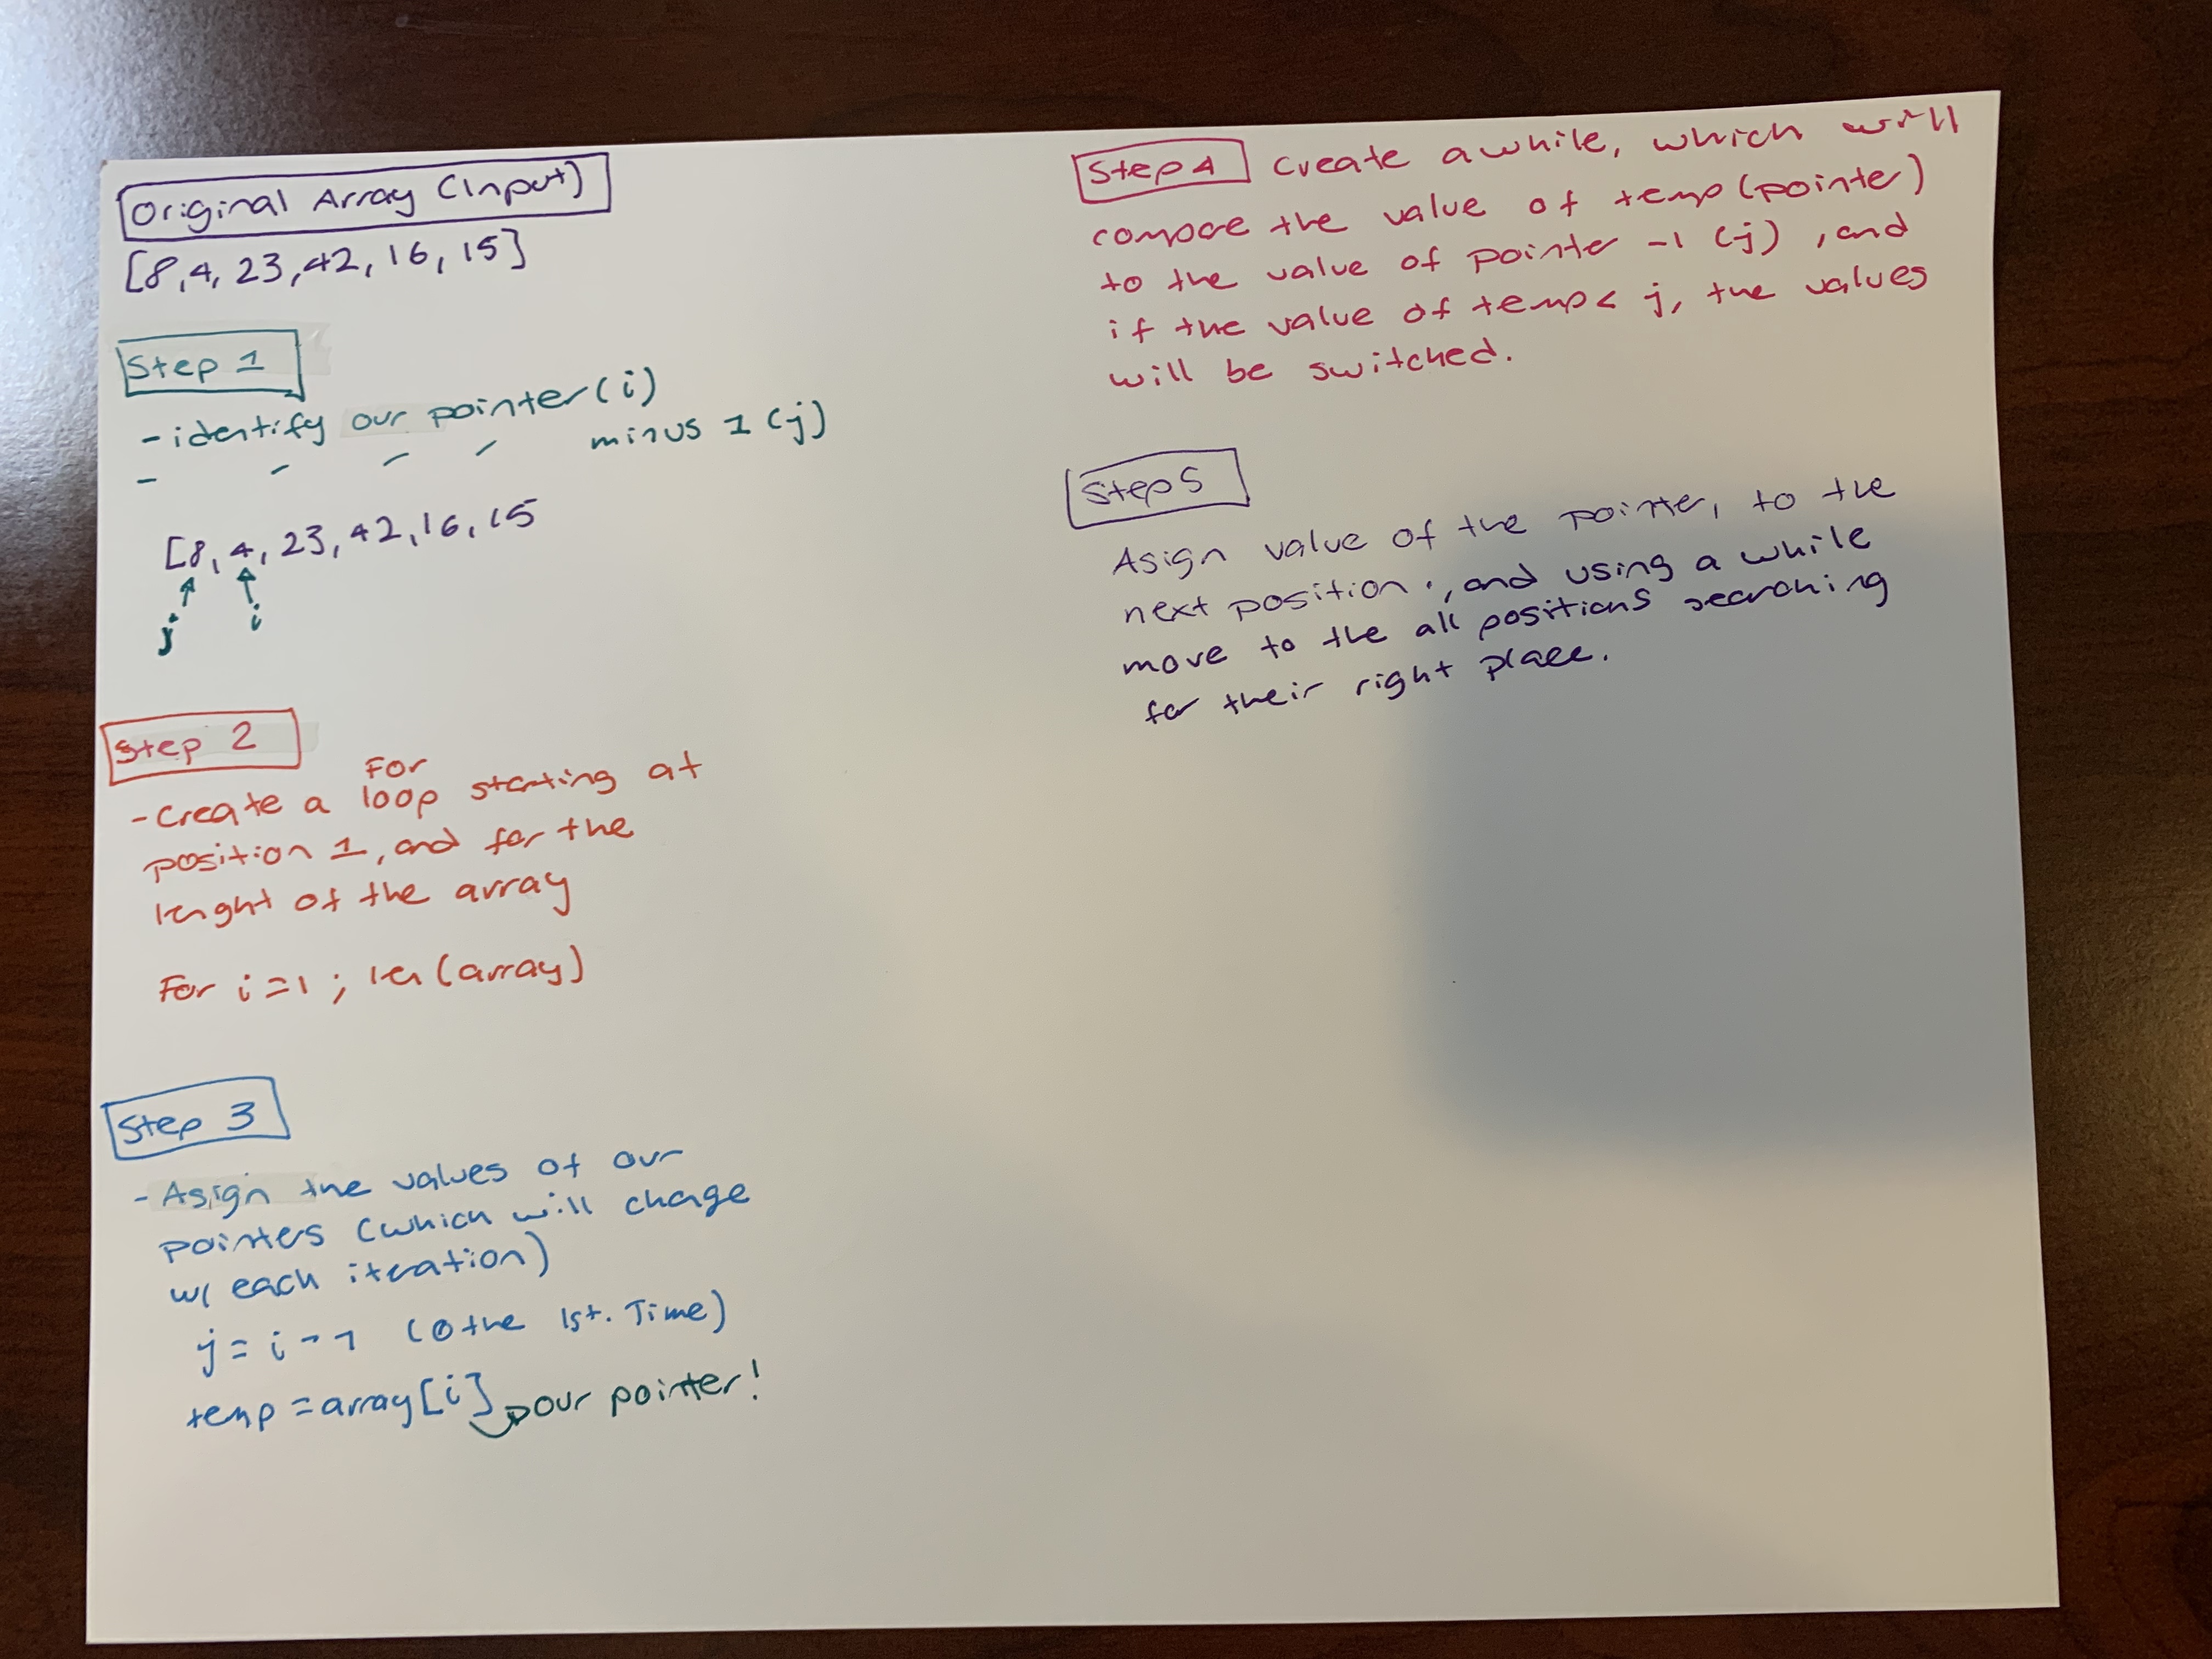 Original Array (Input)
[8,4,23,42,16,15]
Step 1
- identify our pointer(i)
- " " " minus 1 (j)
[8,4,23,42,16,15
j i
Step 2
For
- Create a loop starting at
position 1, and for the
lenght of the array
For i=1; len(array)
Step 3
- Asign the values of our
pointers (which will change
w/ each iteration)
j = i-1 (0 the 1st. Time)
temp = array[i] our pointer!
Step 4 Create a while, which will
compare the value of temp (pointer)
to the value of pointer -1 (j), and
if the value of temp < j, the values
will be switched.
Step 5
Asign value of the pointer, to the
next position, and using a while
move to the all positions searching
for their right place.